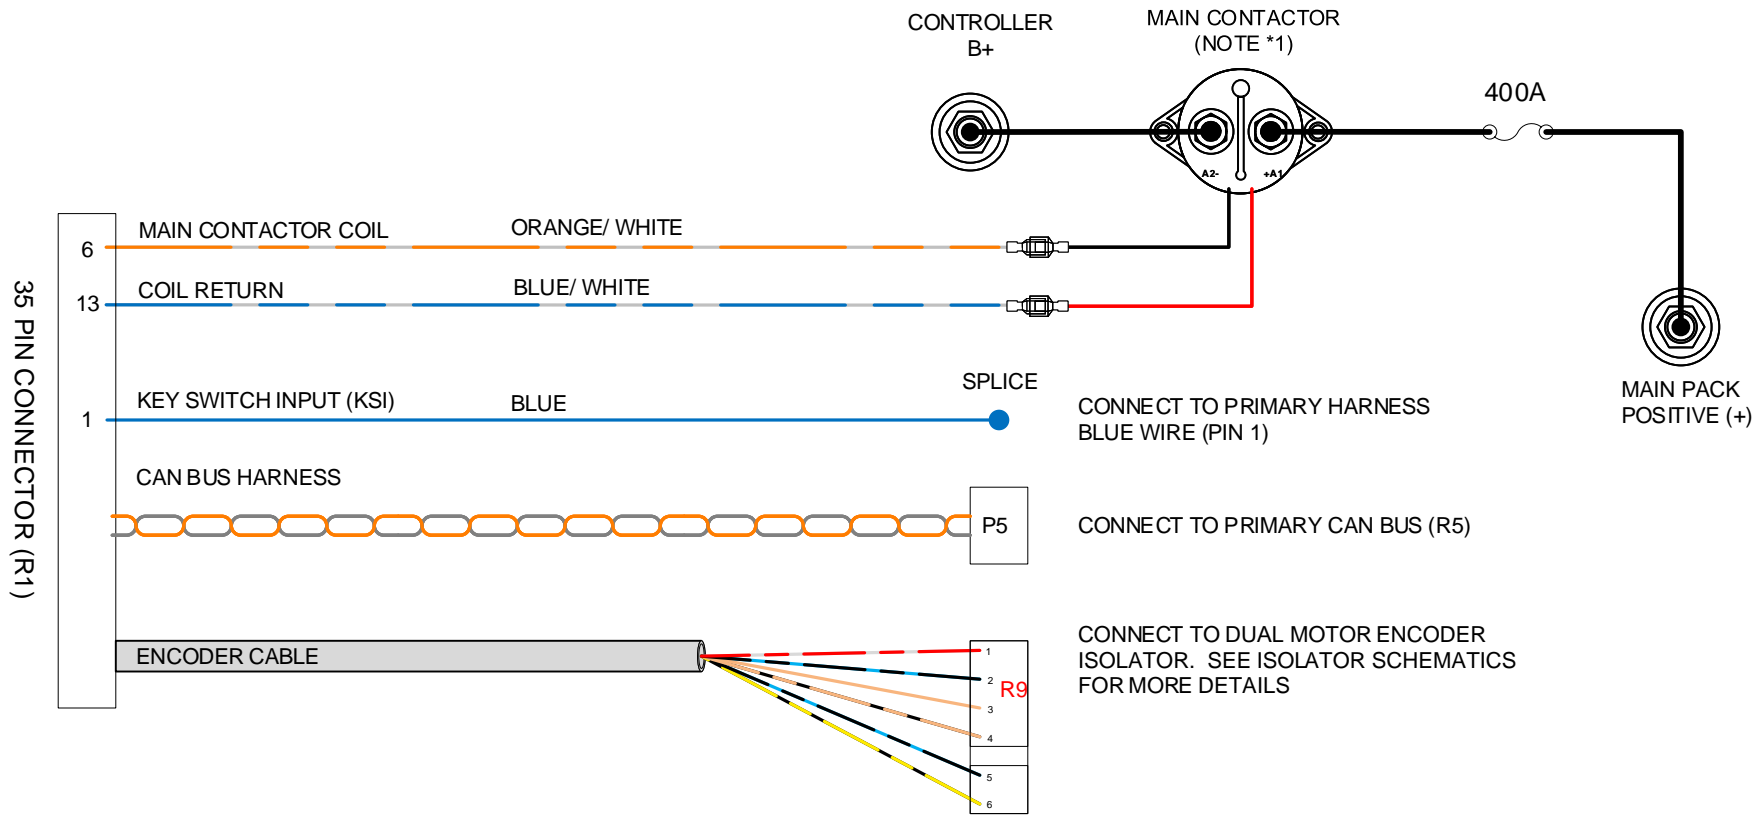 CONTROLLER
B+
MAIN CONTACTOR
(NOTE *1)
400A
A2-
+A1
35 PIN CONNECTOR (R1)
6
MAIN CONTACTOR COIL
ORANGE/ WHITE
13
COIL RETURN
BLUE/ WHITE
MAIN PACK
POSITIVE (+)
1
KEY SWITCH INPUT (KSI)
BLUE
SPLICE
CONNECT TO PRIMARY HARNESS
BLUE WIRE (PIN 1)
CAN BUS HARNESS
P5
CONNECT TO PRIMARY CAN BUS (R5)
ENCODER CABLE
1
2
3
4
5
6
R9
CONNECT TO DUAL MOTOR ENCODER
ISOLATOR.  SEE ISOLATOR SCHEMATICS
FOR MORE DETAILS